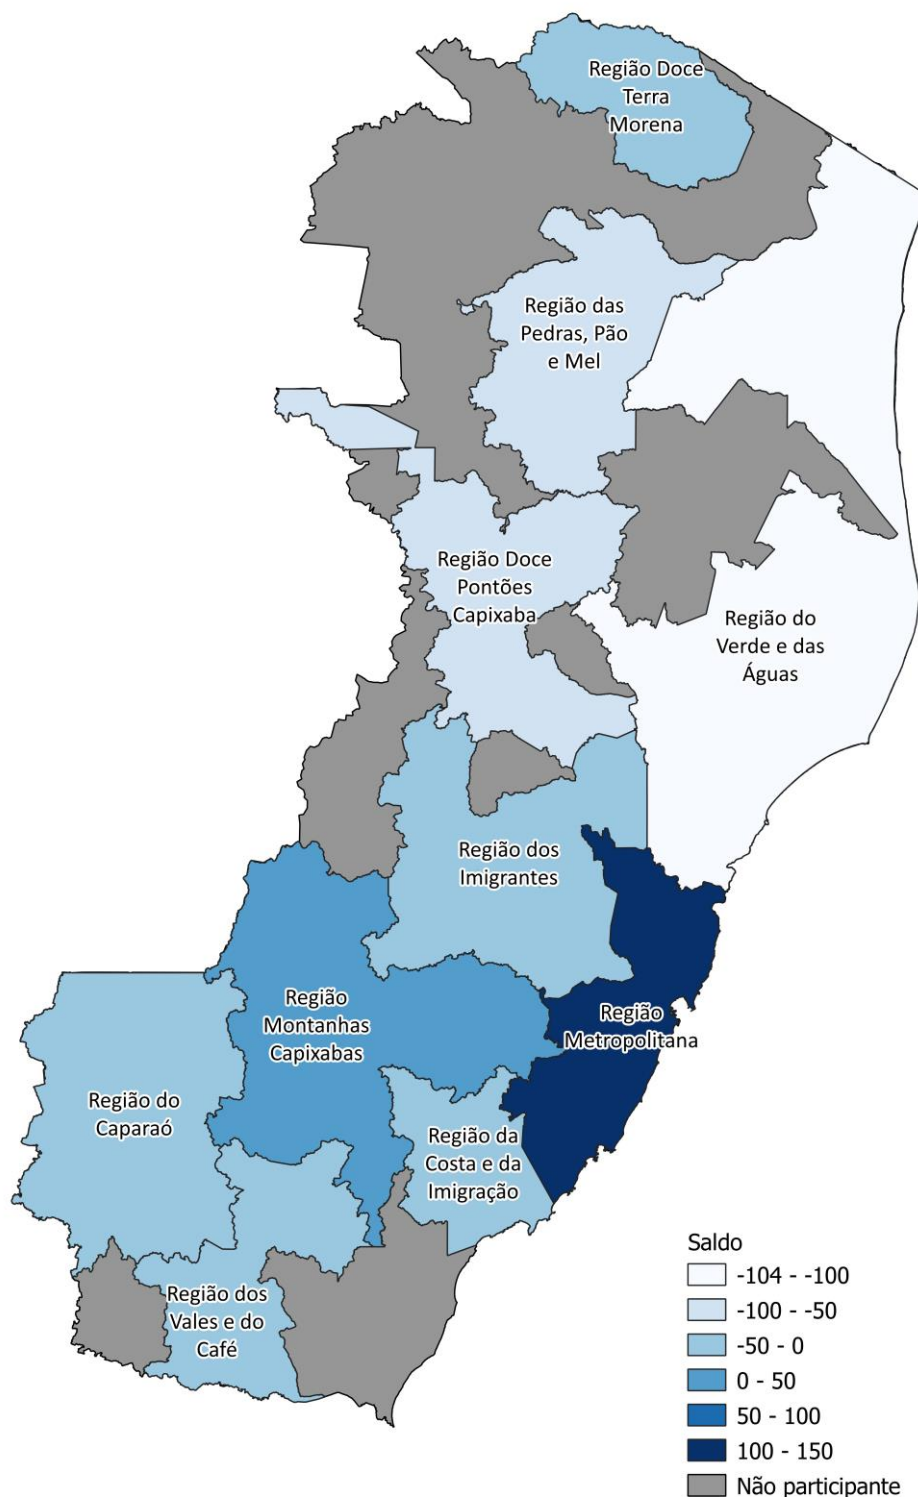 Região Doce
Terra
Morena
Região das
Pedras, Pão
e Mel
Região Doce
Pontões
Capixaba
Região do
Verde e das
Águas
Região dos
Imigrantes
Região
Montanhas
Capixabas
Região
Metropolitana
Região do
Caparaó
Região da
Costa e da
Imigração
Região dos
Vales e do
Café
Saldo
-104 - -100
-100 - -50
-50 - 0
0 - 50
50 - 100
100 - 150
Não participante